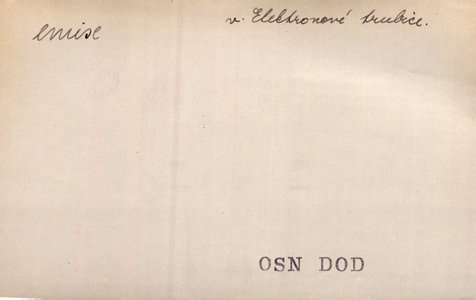 emise
v. Elektronové trubice.
OSN DOD